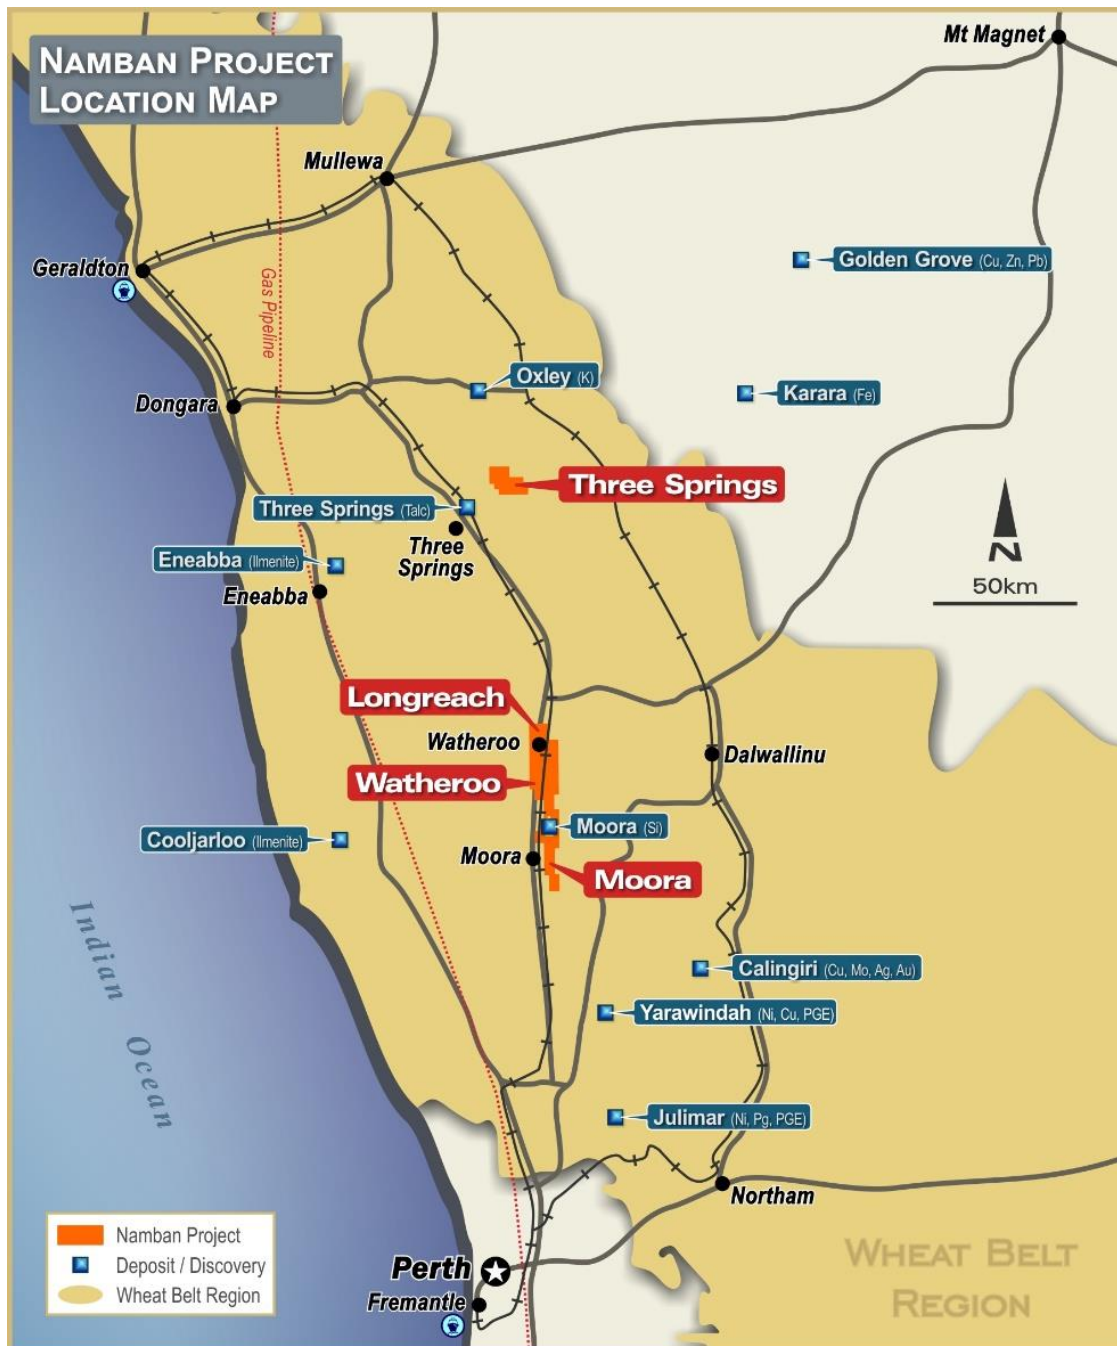 NAMBAN PROJECT
LOCATION MAP
Mt Magnet
Mullewa
Geraldton
Golden Grove (Cu, Zn, Pb)
Gas Pipeline
Oxley (K)
Karara (Fe)
Dongara
Three Springs
Three Springs (Talc)
Three
Springs
Eneabba (Ilmenite)
Eneabba
N
50km
Longreach
Watheroo
Dalwallinu
Watheroo
Moora (Si)
Cooljarloo (Ilmenite)
Moora
Moora
Indian Ocean
Calingiri (Cu, Mo, Ag, Au)
Yarawindah (Ni, Cu, PGE)
Julimar (Ni, Pg, PGE)
Northam
Namban Project
Deposit / Discovery
Wheat Belt Region
Perth
Fremantle
WHEAT BELT
REGION